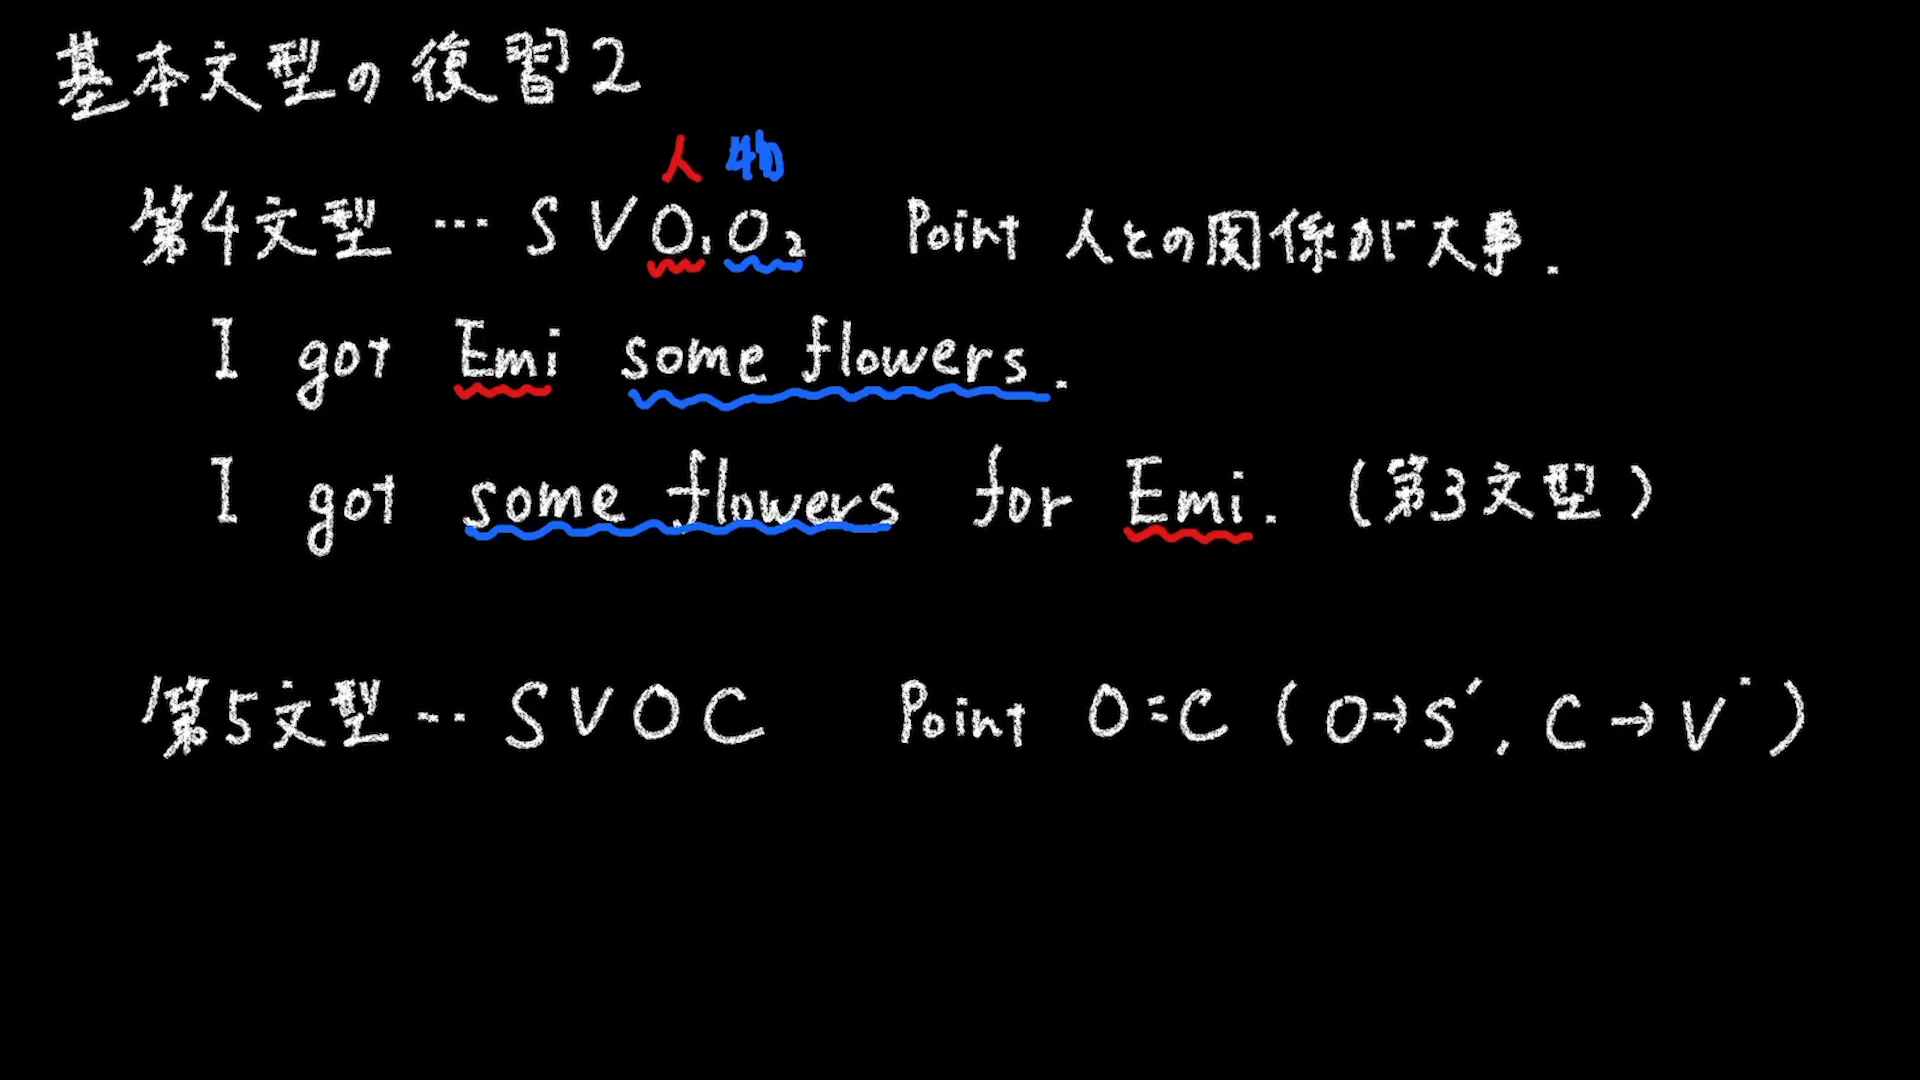 基本文型の復習2
人 物
第4文型 … S V O₁ O₂ Point 人との関係が大事.
I got Emi some flowers.
I got some flowers for Emi. (第3文型)
第5文型 … S V O C Point O=C (O→S′, C→V′)